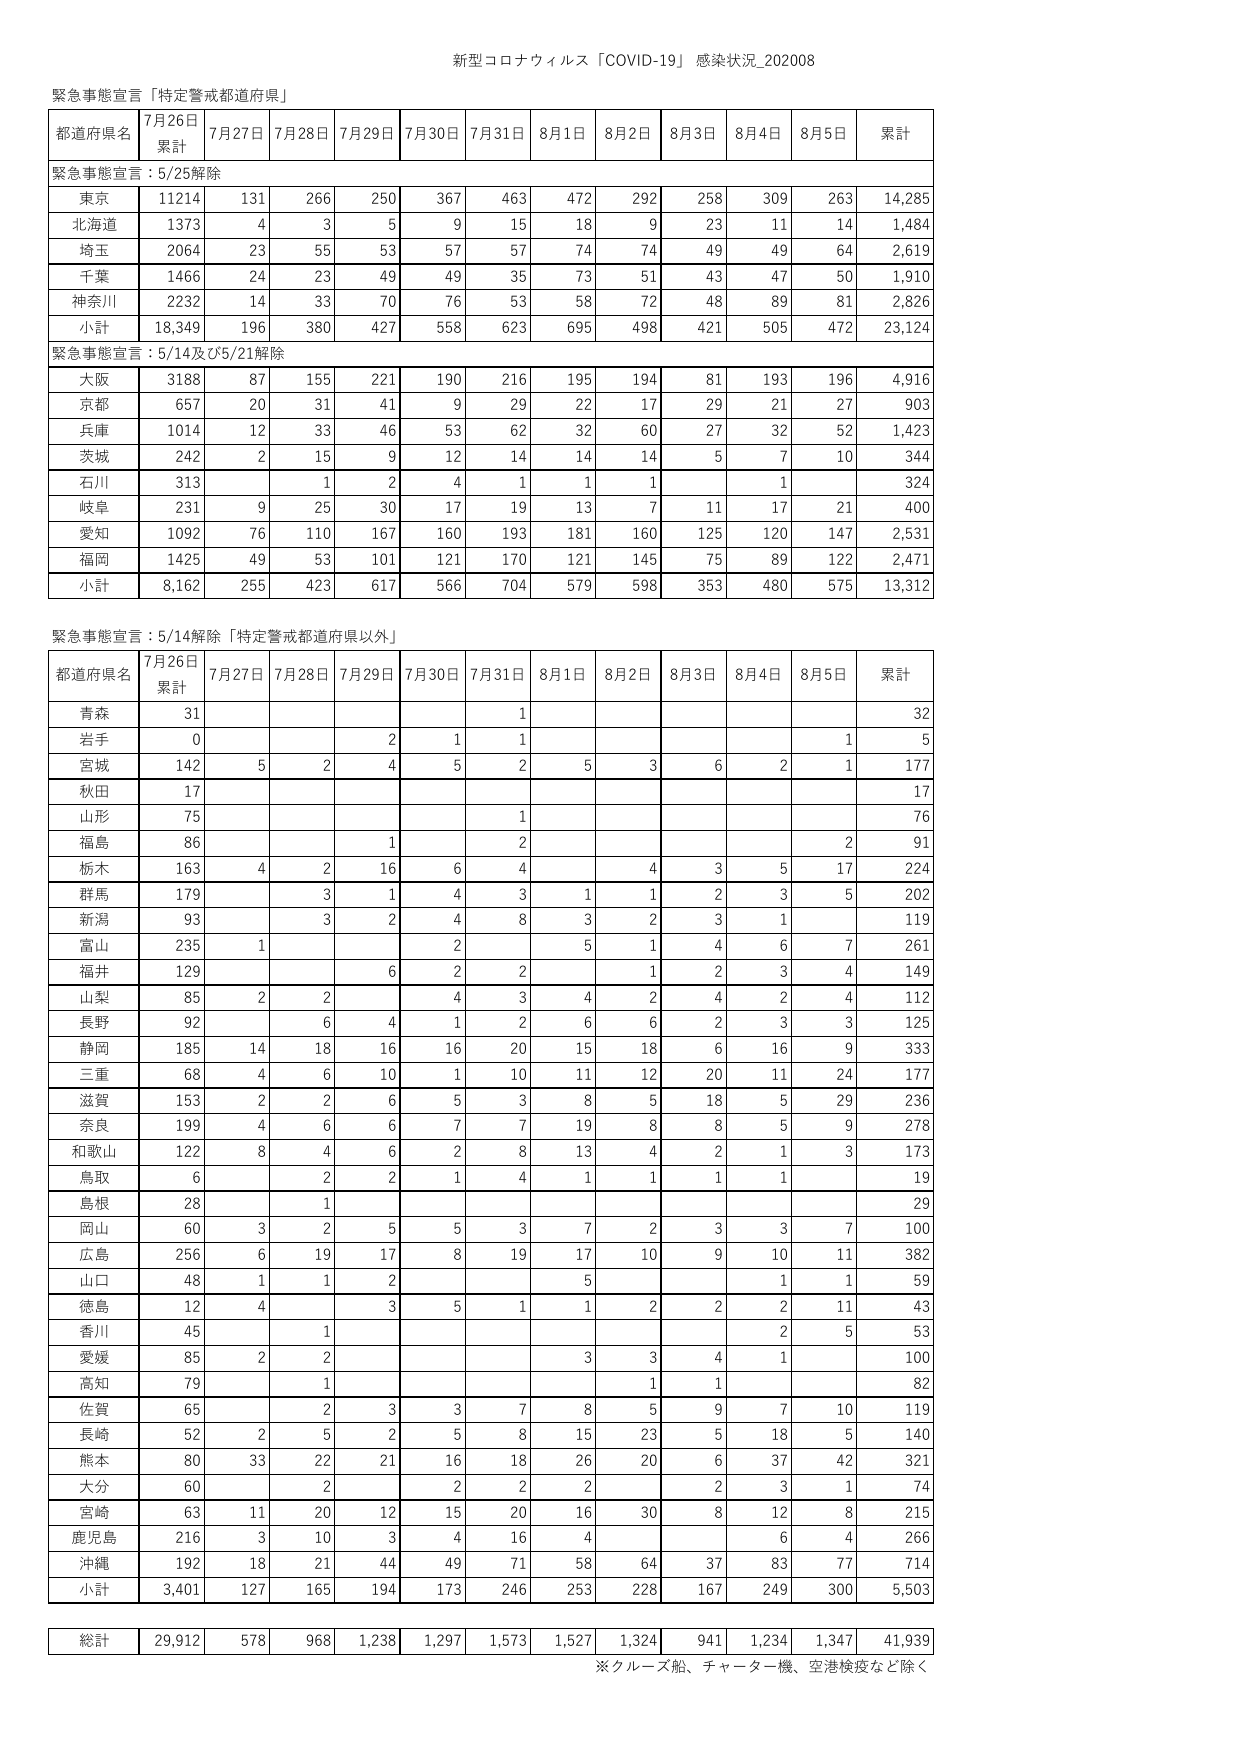 新型コロナウィルス「COVID-19」 感染状況_202008
緊急事態宣言「特定警戒都道府県」
都道府県名 7月26日 累計 7月27日 7月28日 7月29日 7月30日 7月31日 8月1日 8月2日 8月3日 8月4日 8月5日 累計
緊急事態宣言：5/25解除
東京 11214 131 266 250 367 463 472 292 258 309 263 14,285
北海道 1373 4 3 5 9 15 18 9 23 11 14 1,484
埼玉 2064 23 55 53 57 57 74 74 49 49 64 2,619
千葉 1466 24 23 49 49 35 73 51 43 47 50 1,910
神奈川 2232 14 33 70 76 53 58 72 48 89 81 2,826
小計 18,349 196 380 427 558 623 695 498 421 505 472 23,124
緊急事態宣言：5/14及び5/21解除
大阪 3188 87 155 221 190 216 195 194 81 193 196 4,916
京都 657 20 31 41 9 29 22 17 29 21 27 903
兵庫 1014 12 33 46 53 62 32 60 27 32 52 1,423
茨城 242 2 15 9 12 14 14 14 5 7 10 344
石川 313 1 2 4 1 1 1 1 324
岐阜 231 9 25 30 17 19 13 7 11 17 21 400
愛知 1092 76 110 167 160 193 181 160 125 120 147 2,531
福岡 1425 49 53 101 121 170 121 145 75 89 122 2,471
小計 8,162 255 423 617 566 704 579 598 353 480 575 13,312
緊急事態宣言：5/14解除「特定警戒都道府県以外」
都道府県名 7月26日 累計 7月27日 7月28日 7月29日 7月30日 7月31日 8月1日 8月2日 8月3日 8月4日 8月5日 累計
青森 31 1 32
岩手 0 2 1 1 1 5
宮城 142 5 2 4 5 2 5 3 6 2 1 177
秋田 17 17
山形 75 1 76
福島 86 1 2 2 91
栃木 163 4 2 16 6 4 4 3 5 17 224
群馬 179 3 1 4 3 1 1 2 3 5 202
新潟 93 3 2 4 8 3 2 3 1 119
富山 235 1 2 5 1 4 6 7 261
福井 129 6 2 2 1 2 3 4 149
山梨 85 2 2 4 3 4 2 4 2 4 112
長野 92 6 4 1 2 6 6 2 3 3 125
静岡 185 14 18 16 16 20 15 18 6 16 9 333
三重 68 4 6 10 1 10 11 12 20 11 24 177
滋賀 153 2 2 6 5 3 8 5 18 5 29 236
奈良 199 4 6 6 7 7 19 8 8 5 9 278
和歌山 122 8 4 6 2 8 13 4 2 1 3 173
鳥取 6 2 2 1 4 1 1 1 1 19
島根 28 1 29
岡山 60 3 2 5 5 3 7 2 3 3 7 100
広島 256 6 19 17 8 19 17 10 9 10 11 382
山口 48 1 1 2 5 1 1 59
徳島 12 4 3 5 1 1 2 2 2 11 43
香川 45 1 2 5 53
愛媛 85 2 2 3 3 4 1 100
高知 79 1 1 1 82
佐賀 65 2 3 3 7 8 5 9 7 10 119
長崎 52 2 5 2 5 8 15 23 5 18 5 140
熊本 80 33 22 21 16 18 26 20 6 37 42 321
大分 60 2 2 2 2 2 3 1 74
宮崎 63 11 20 12 15 20 16 30 8 12 8 215
鹿児島 216 3 10 3 4 16 4 6 4 266
沖縄 192 18 21 44 49 71 58 64 37 83 77 714
小計 3,401 127 165 194 173 246 253 228 167 249 300 5,503
総計 29,912 578 968 1,238 1,297 1,573 1,527 1,324 941 1,234 1,347 41,939
※クルーズ船、チャーター機、空港検疫など除く